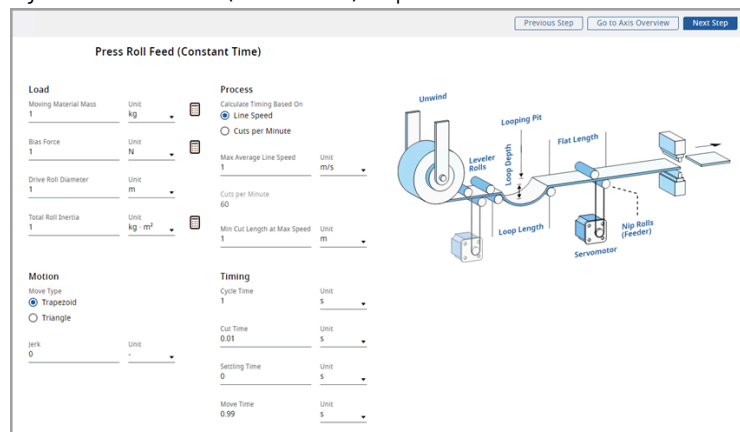 Previous Step
Go to Axis Overview
Next Step
Press Roll Feed (Constant Time)
Load
Moving Material Mass
1
Unit
kg
Bias Force
1
Unit
N
Drive Roll Diameter
1
Unit
m
Total Roll Inertia
1
Unit
kg · m²
Motion
Move Type
Trapezoid
Triangle
Jerk
0
Unit
-
Process
Calculate Timing Based On
Line Speed
Cuts per Minute
Max Average Line Speed
1
Unit
m/s
Cuts per Minute
60
Min Cut Length at Max Speed
1
Unit
m
Timing
Cycle Time
1
Unit
s
Cut Time
0.01
Unit
s
Settling Time
0
Unit
s
Move Time
0.99
Unit
s
Unwind
Looping Pit
Flat Length
Leveler
Rolls
Loop Depth
Loop Length
Nip Rolls
(Feeder)
Servomotor